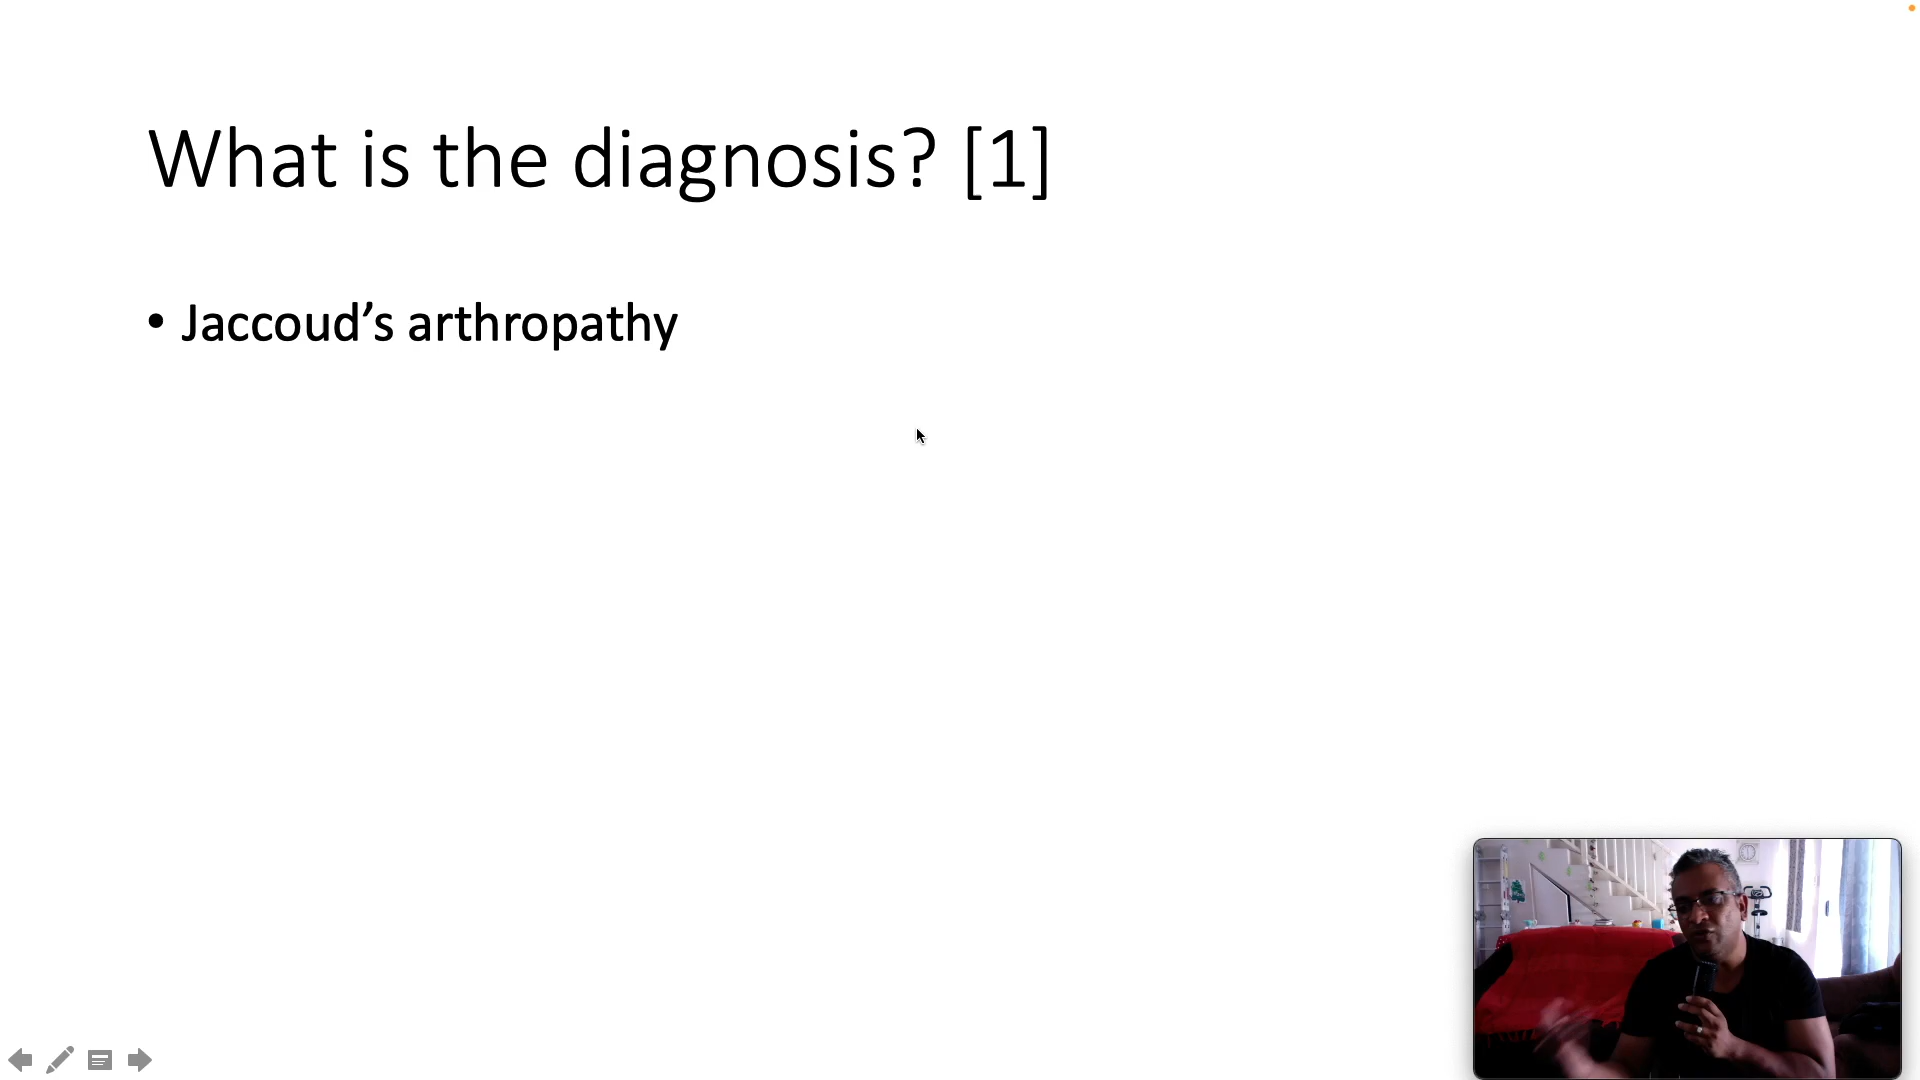 What is the diagnosis? [1]
• Jaccoud’s arthropathy